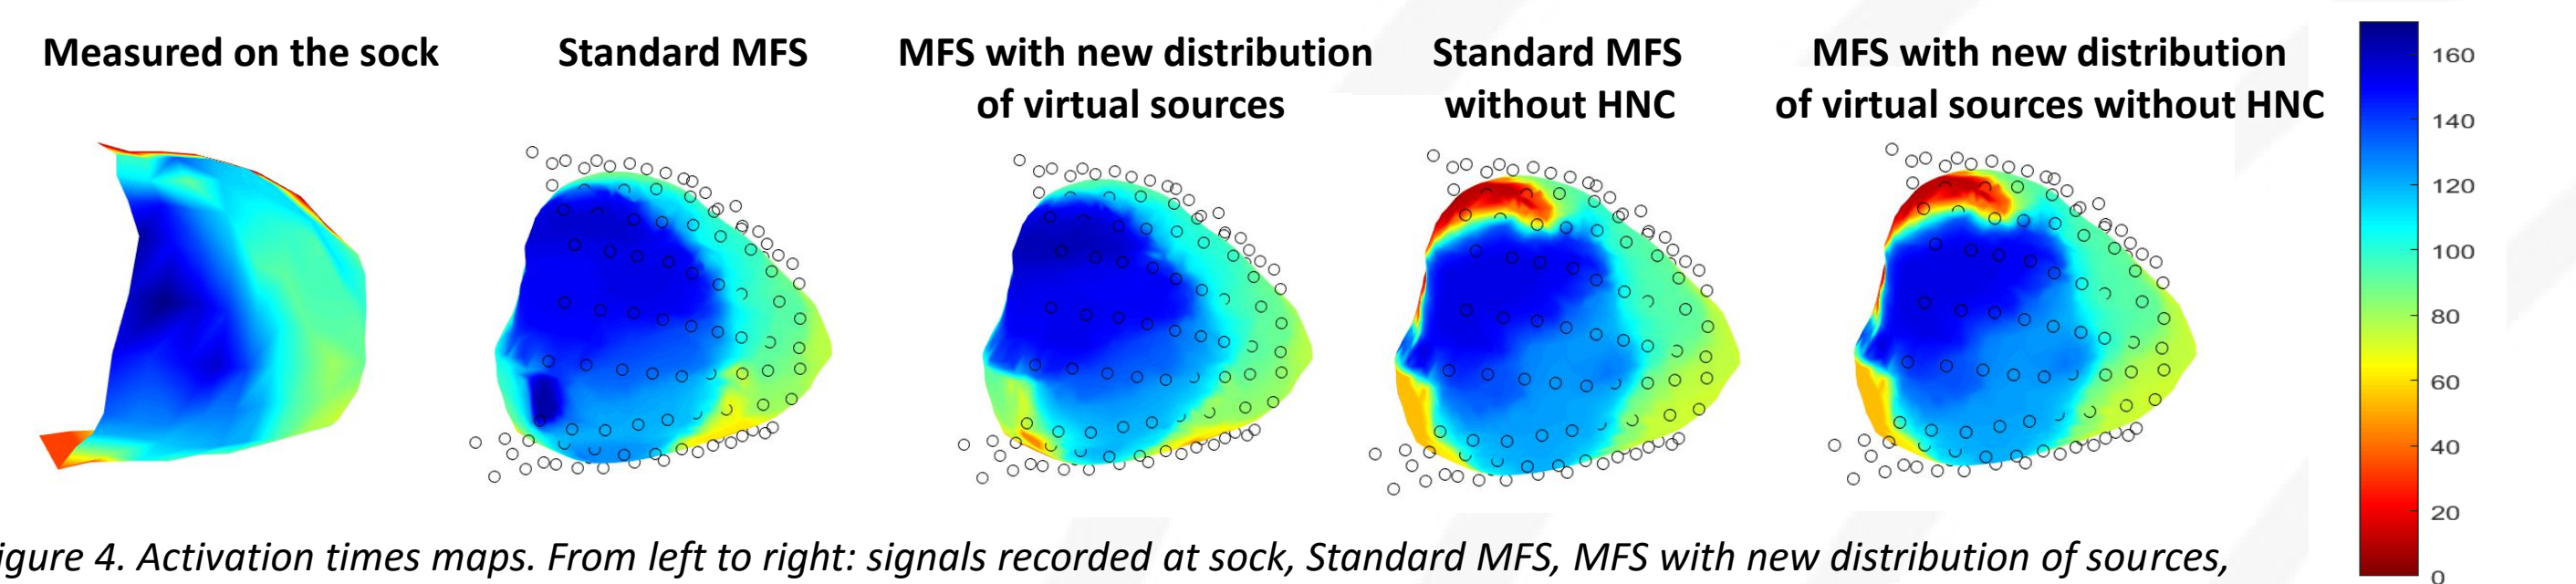 Measured on the sock
Standard MFS
MFS with new distribution
of virtual sources
Standard MFS
without HNC
MFS with new distribution
of virtual sources without HNC
160
140
120
100
80
60
40
20
0
igure 4. Activation times maps. From left to right: signals recorded at sock, Standard MFS, MFS with new distribution of sources,